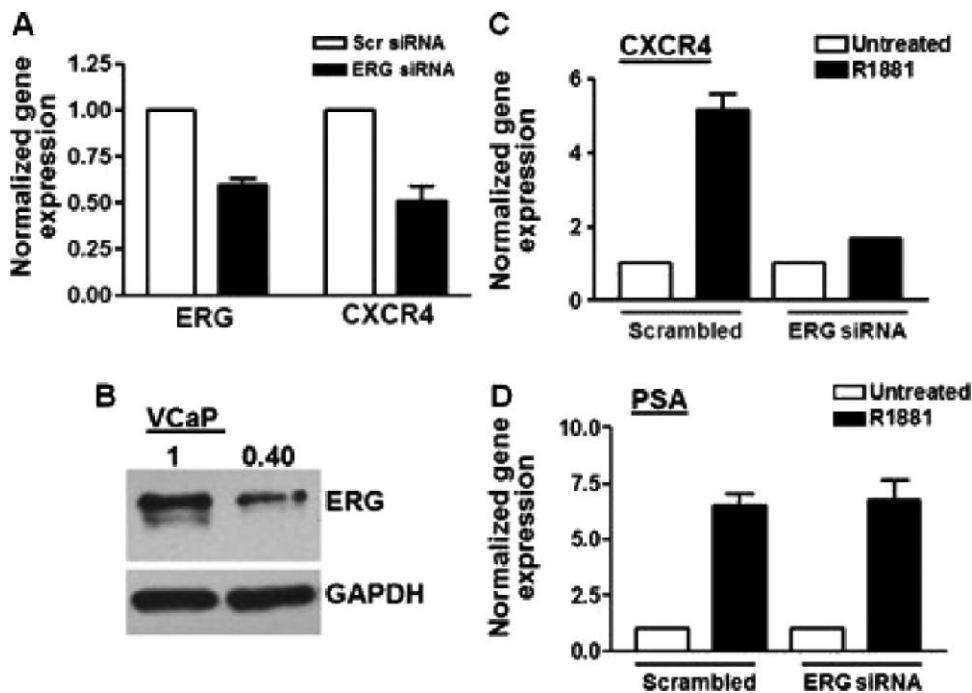 A
Scr siRNA
ERG siRNA
Normalized gene
expression
1.25
1.00
0.75
0.50
0.25
0.00
ERG
CXCR4
B
VCaP
1 0.40
ERG
GAPDH
C
CXCR4
Untreated
R1881
Normalized gene
expression
6
4
2
0
Scrambled
ERG siRNA
D
PSA
Untreated
R1881
Normalized gene
expression
10.0
7.5
5.0
2.5
0.0
Scrambled
ERG siRNA